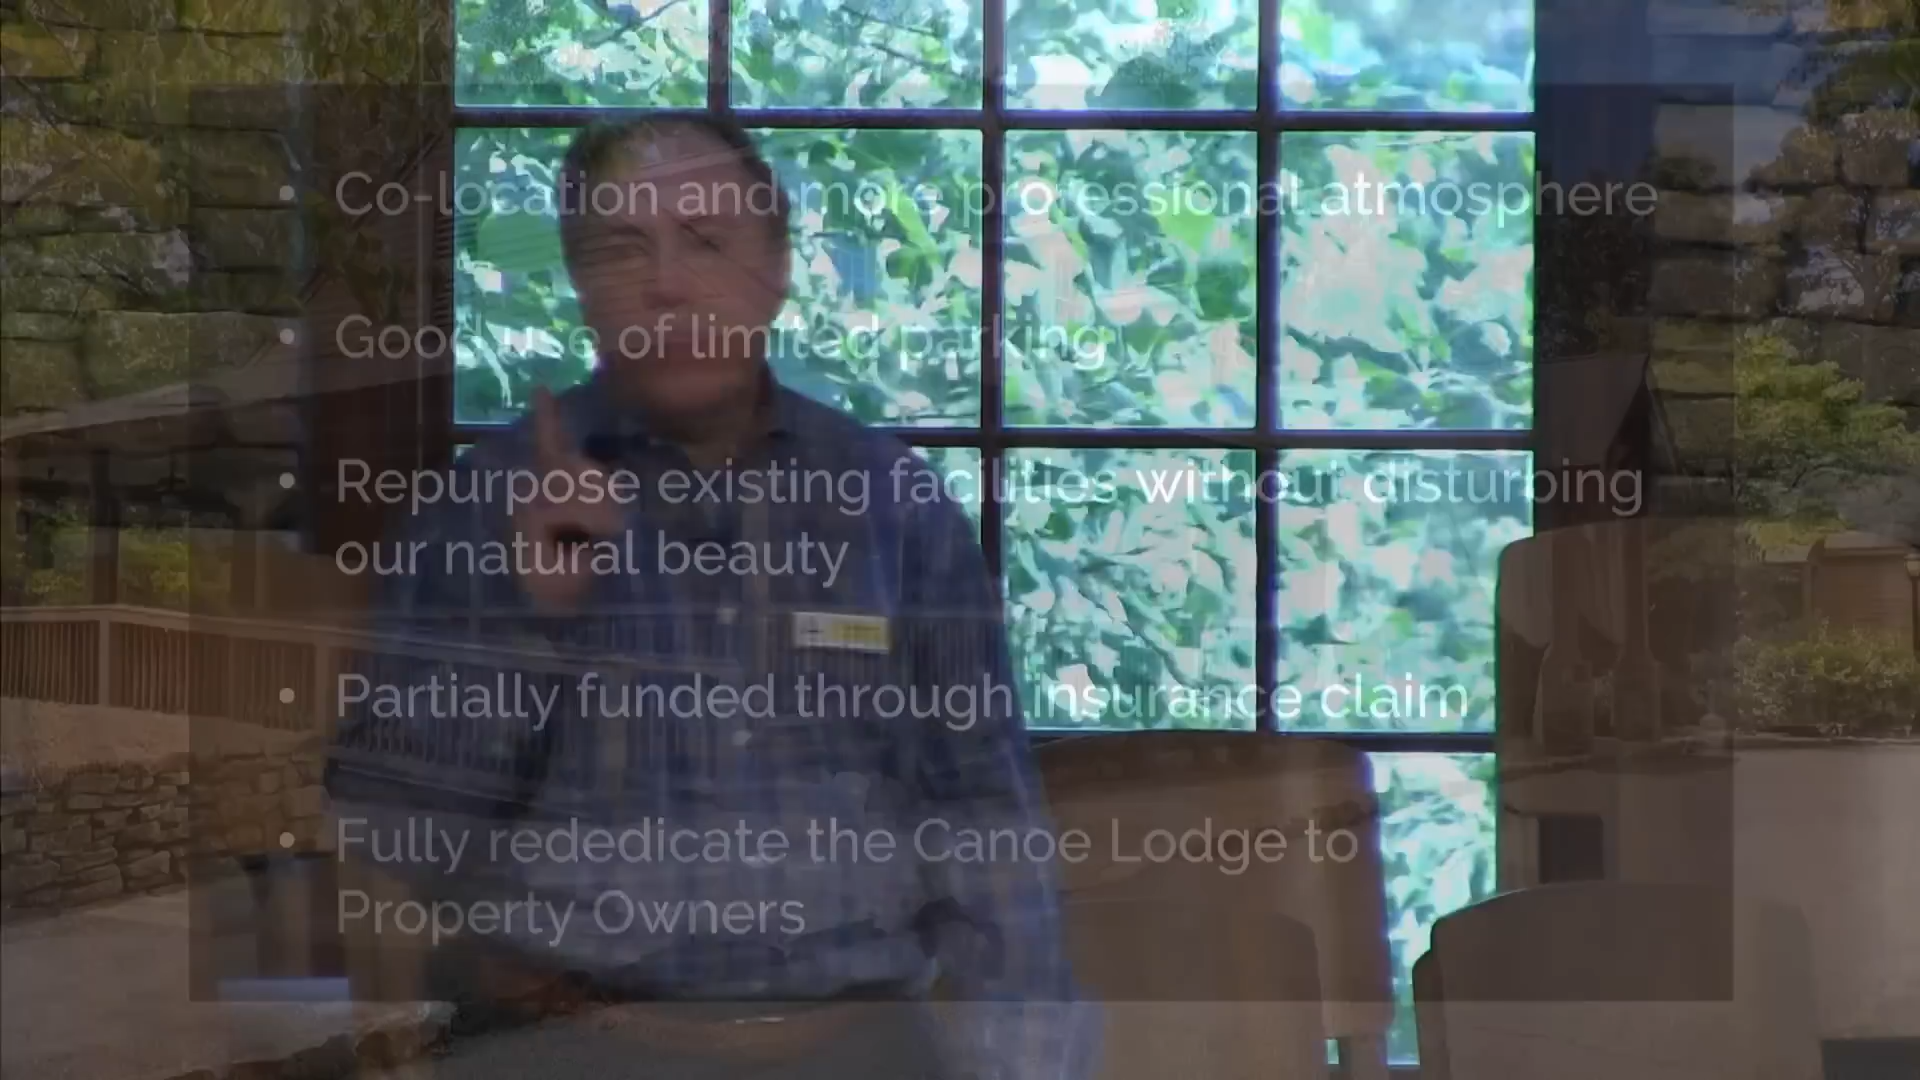 • Co-location and more professional atmosphere
• Good use of limited parking
• Repurpose existing facilities without disturbing
our natural beauty
• Partially funded through insurance claim
• Fully rededicate the Canoe Lodge to
Property Owners